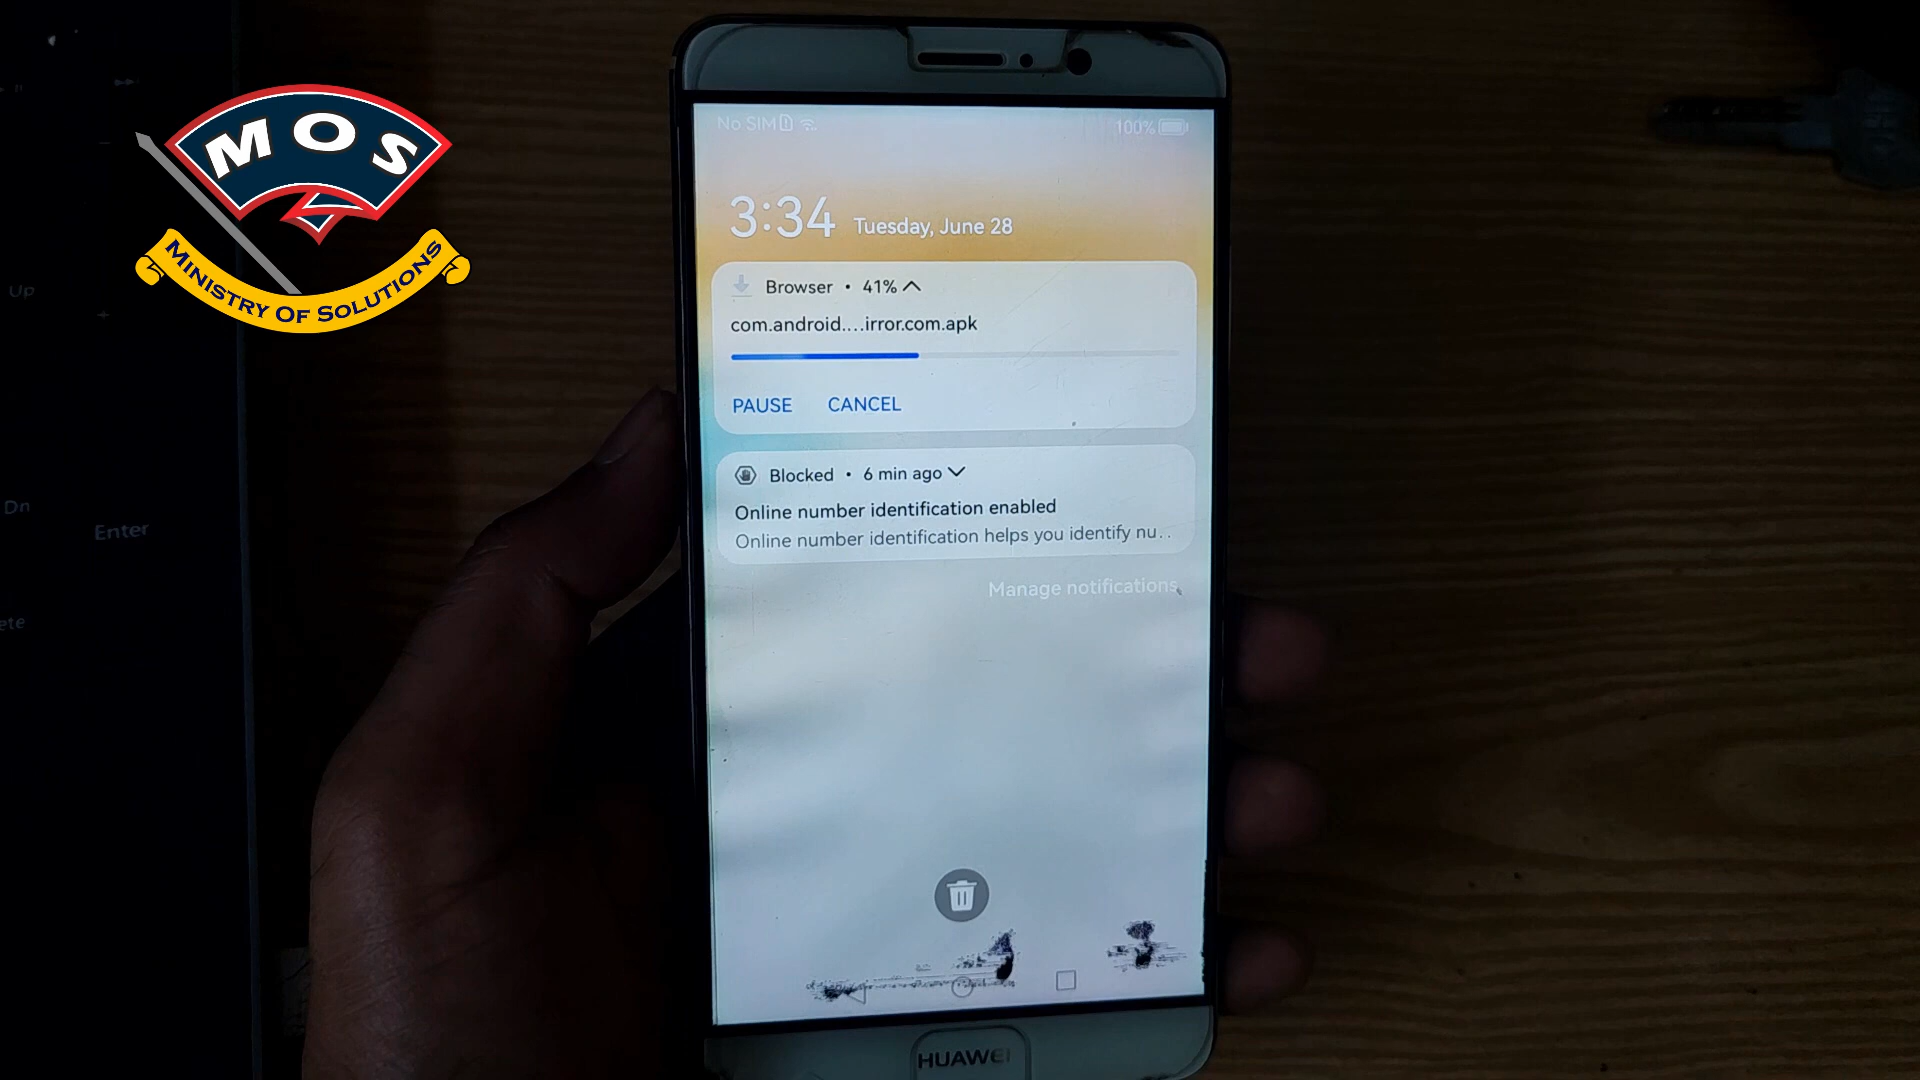 MOS
MINISTRY OF SOLUTIONS
Up
Dn
Enter
ete
No SIM
100%
3:34 Tuesday, June 28
Browser • 41%
com.android....irror.com.apk
PAUSE CANCEL
Blocked • 6 min ago
Online number identification enabled
Online number identification helps you identify nu..
Manage notifications
HUAWEI